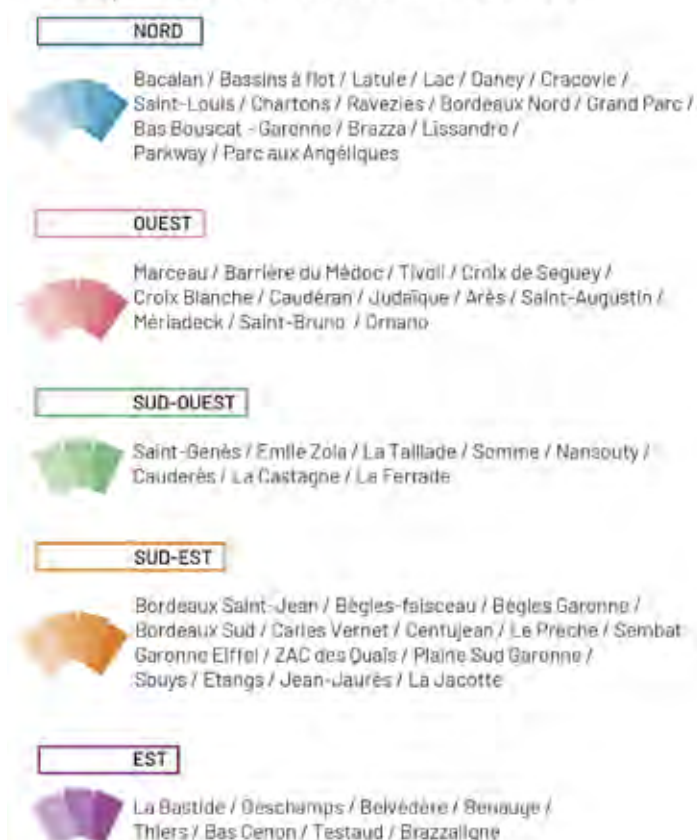 NORD
Bacalan / Bassins à flot / Latule / Lac / Dancy / Cracovie /
Saint-Louis / Chartons / Ravezies / Bordeaux Nord / Grand Parc /
Bas Bouscat - Garenne / Brazza / Lissandre /
Parkway / Parc aux Angéliques
OUEST
Marceau / Barrière du Médoc / Tivoli / Croix de Seguey /
Croix Blanche / Caudéran / Judaïque / Arès / Saint-Augustin /
Mériadeck / Saint-Bruno / Ornano
SUD-OUEST
Saint-Genès / Emile Zola / La Taillade / Somme / Nansouty /
Cauderès / La Castagne / La Ferrade
SUD-EST
Bordeaux Saint-Jean / Bègles-faisceau / Bègles Garonne /
Bordeaux Sud / Carles Vernet / Centujean / Le Prêche / Sembat
Garonne Eiffel / ZAC des Quais / Plaine Sud Garonne /
Souys / Etangs / Jean-Jaurès / La Jacotte
EST
La Bastide / Deschamps / Belvédère / Benauge /
Thiers / Bas Cenon / Testaud / Brazzaligne